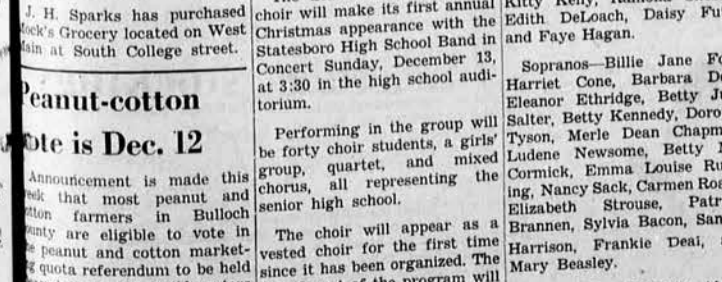 J. H. Sparks has purchased
Grocery located on West
at South College street.
Peanut-cotton
is Dec. 12
Announcement is made this
that most peanut and
farmers in Bulloch
are eligible to vote in
peanut and cotton market-
quota referendum to be held
choir will make its first annual
Christmas appearance with the
Statesboro High School Band in
Concert Sunday, December 13,
at 3:30 in the high school audi-
torium.
Performing in the group will
be forty choir students, a girls'
group, quartet, and mixed
chorus, all representing the
senior high school.
The choir will appear as a
vested choir for the first time
since it has been organized. The
of the program will
Edith DeLoach, Daisy
and Faye Hagan.
Sopranos—Billie Jane
Harriet Cone, Barbara
Eleanor Ethridge, Betty
Salter, Betty Kennedy,
Tyson, Merle Dean
Ludene Newsome, Betty
Cormick, Emma Louise
ing, Nancy Sack, Carmen
Elizabeth Strouse,
Brannen, Sylvia Bacon,
Harrison, Frankie Deal,
Mary Beasley.